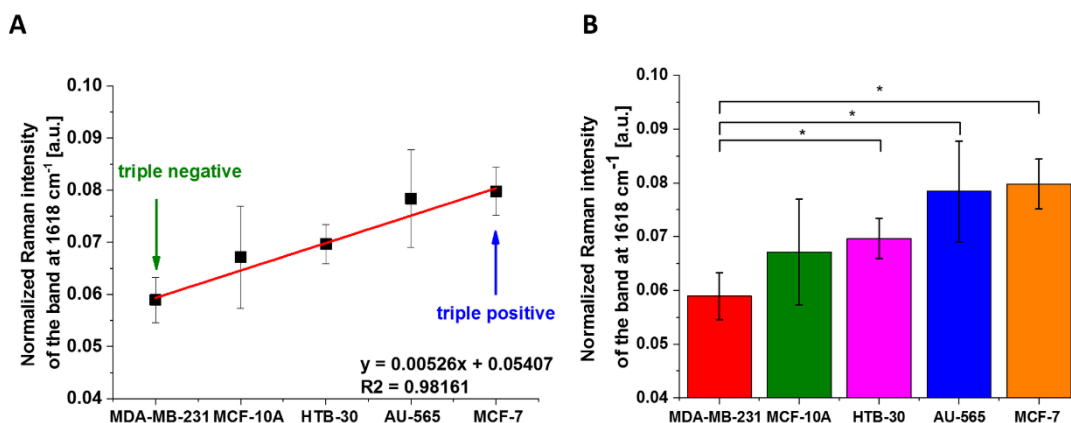 A
Normalized Raman intensity
of the band at 1618 cm⁻¹ [a.u.]
0.10
0.09
0.08
0.07
0.06
0.05
0.04
triple negative
triple positive
y = 0.00526x + 0.05407
R2 = 0.98161
MDA-MB-231 MCF-10A HTB-30 AU-565 MCF-7
B
Normalized Raman intensity
of the band at 1618 cm⁻¹ [a.u.]
0.10
0.09
0.08
0.07
0.06
0.05
0.04
*
*
*
MDA-MB-231 MCF-10A HTB-30 AU-565 MCF-7